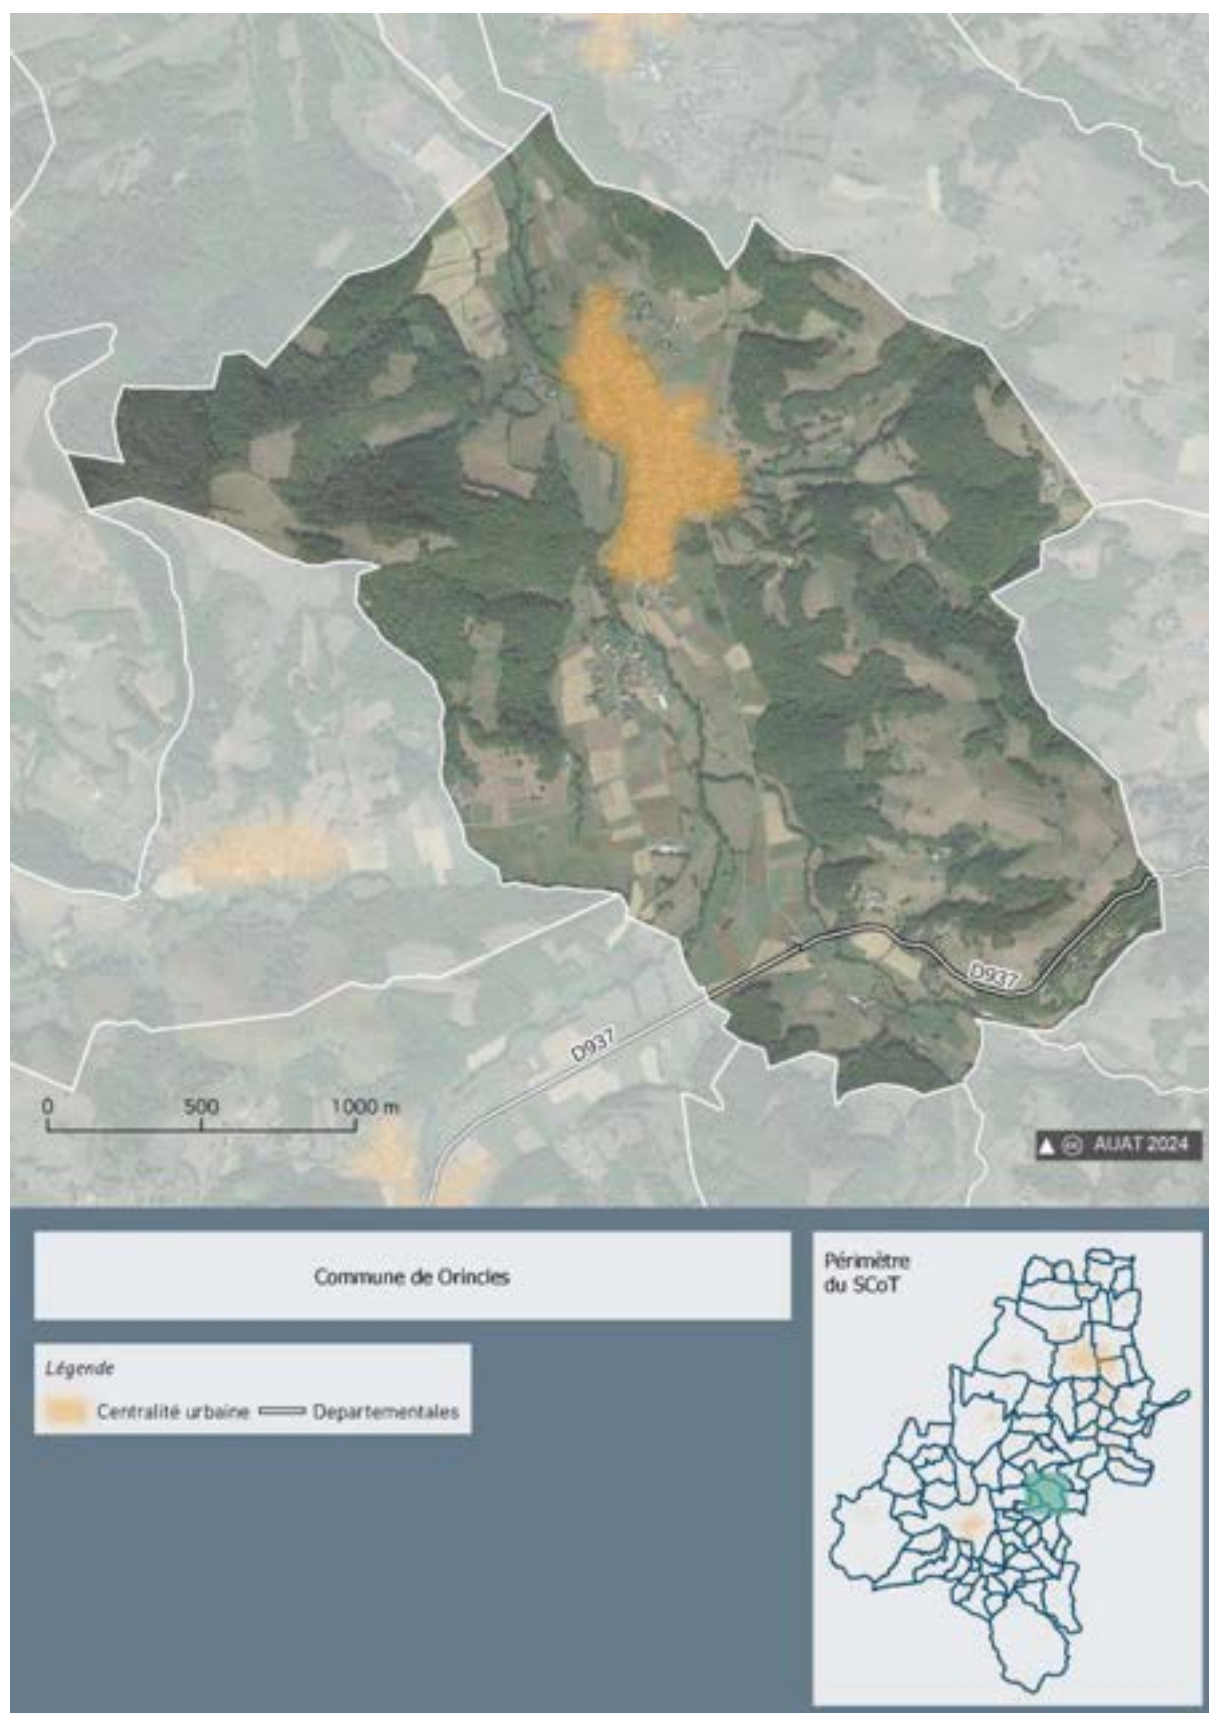 D937
D937
0 500 1000 m
AUAT 2024
Commune de Orincles
Périmètre
du SCoT
Légende
Centralité urbaine
Departementales